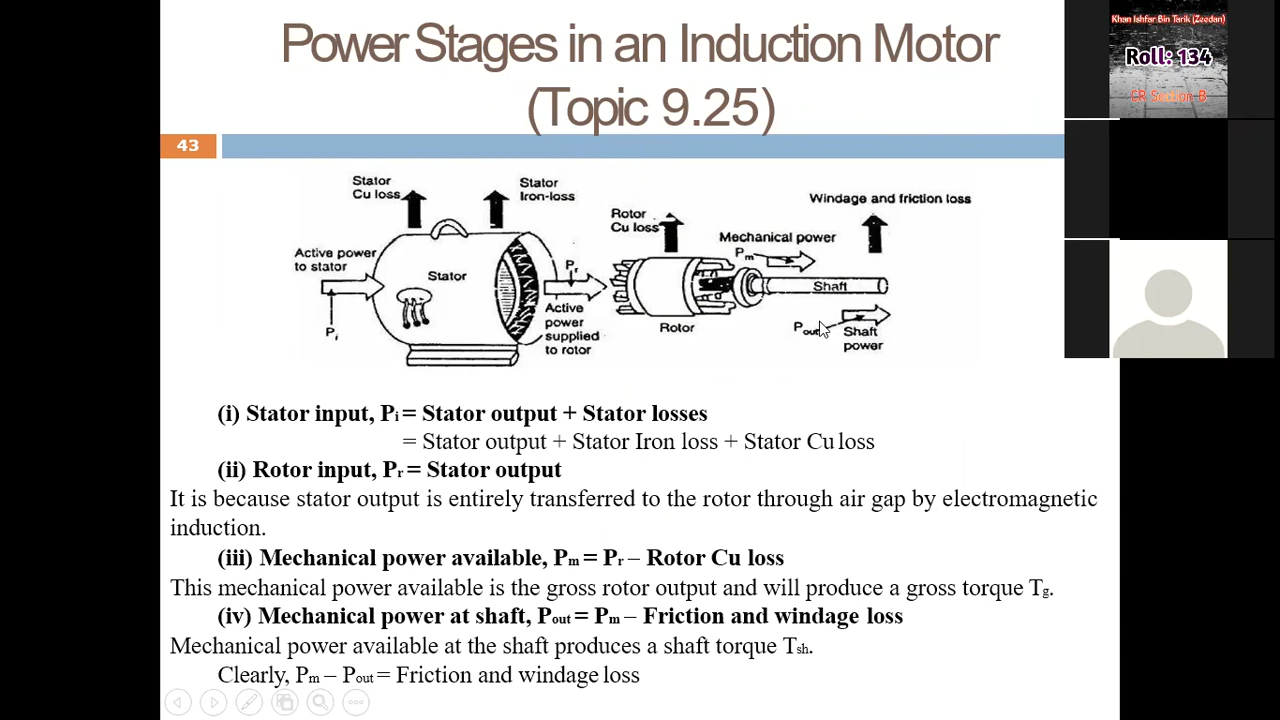 Power Stages in an Induction Motor
(Topic 9.25)
43
Stator
Cu loss
Stator
Iron-loss
Windage and friction loss
Rotor
Cu loss
Mechanical power
Pm
Active power
to stator
Stator
Pr
Shaft
Pi
Active
power
supplied
to rotor
Rotor
Pout
Shaft
power
(i) Stator input, Pi = Stator output + Stator losses
= Stator output + Stator Iron loss + Stator Cu loss
(ii) Rotor input, Pr = Stator output
It is because stator output is entirely transferred to the rotor through air gap by electromagnetic
induction.
(iii) Mechanical power available, Pm = Pr – Rotor Cu loss
This mechanical power available is the gross rotor output and will produce a gross torque Tg.
(iv) Mechanical power at shaft, Pout = Pm – Friction and windage loss
Mechanical power available at the shaft produces a shaft torque Tsh.
Clearly, Pm – Pout = Friction and windage loss
Khan Ishfar Bin Tarik (Zeedan)
Roll: 134
CR Section B